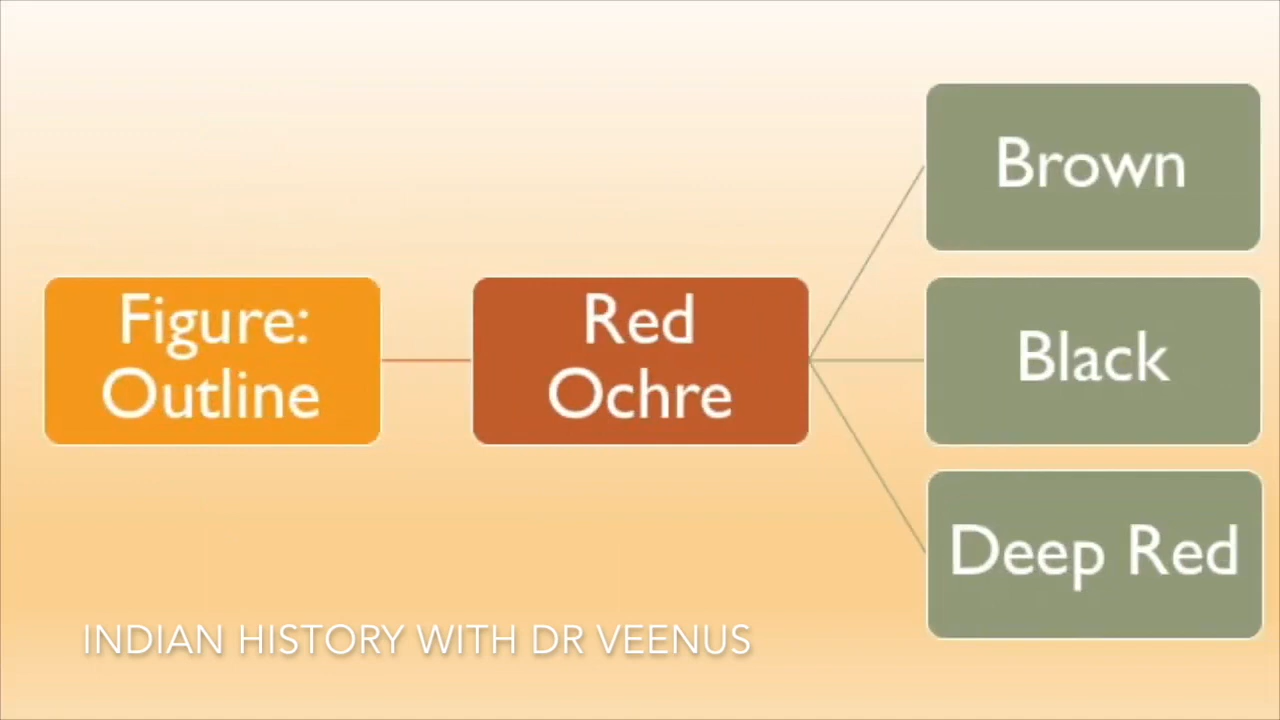 Figure:
Outline
Red
Ochre
Brown
Black
Deep Red
INDIAN HISTORY WITH DR VEENUS